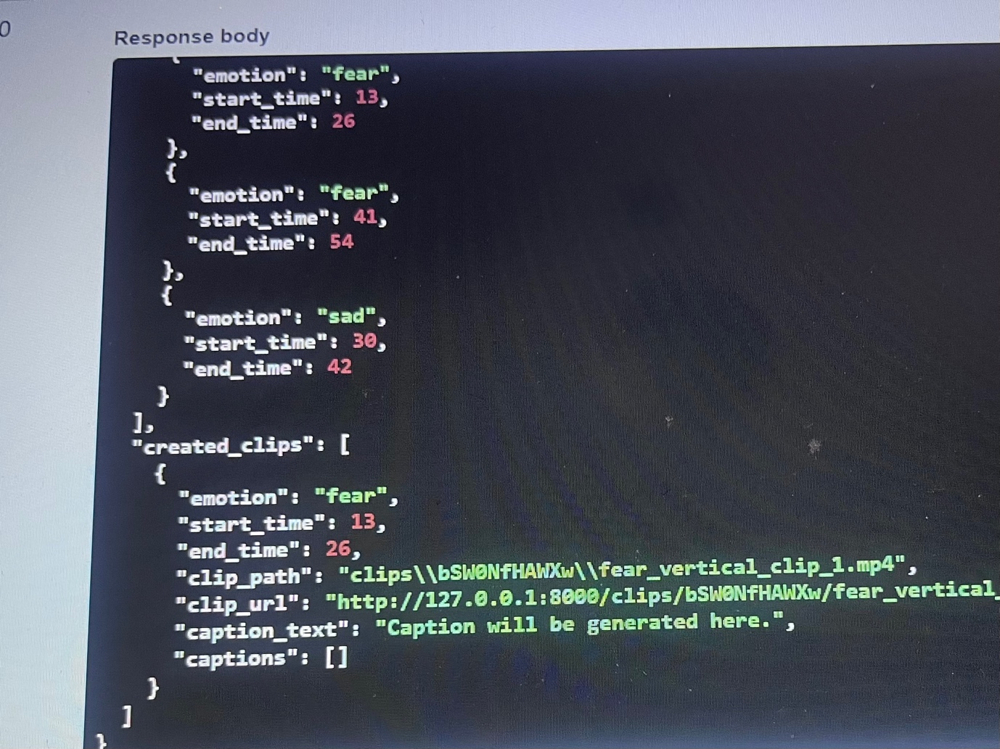 0
Response body
{
"emotion": "fear",
"start_time": 13,
"end_time": 26
},
{
"emotion": "fear",
"start_time": 41,
"end_time": 54
},
{
"emotion": "sad",
"start_time": 30,
"end_time": 42
}
],
"created_clips": [
{
"emotion": "fear",
"start_time": 13,
"end_time": 26,
"clip_path": "clips\\bSW0NfHAWXw\\fear_vertical_clip_1.mp4",
"clip_url": "http://127.0.0.1:8000/clips/bSW0NfHAWXw/fear_vertical_
"caption_text": "Caption will be generated here.",
"captions": []
}
]
}